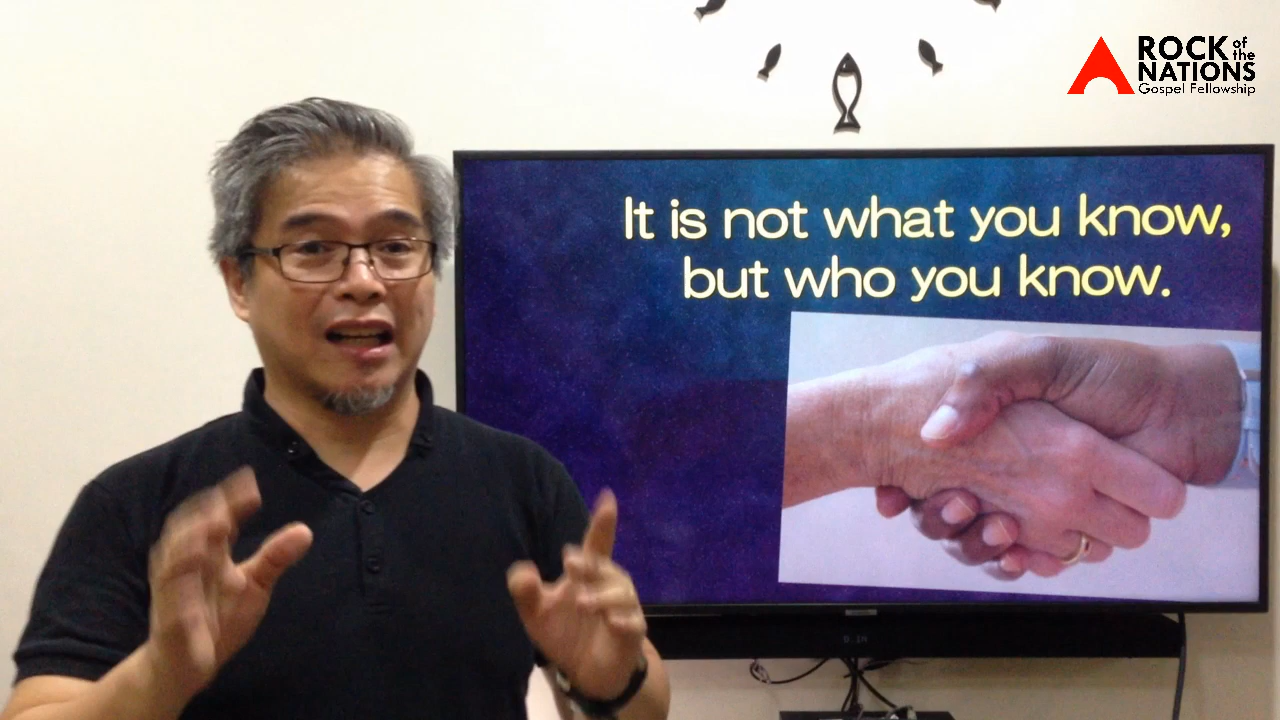 ROCK of
the
NATIONS
Gospel Fellowship
It is not what you know,
but who you know.